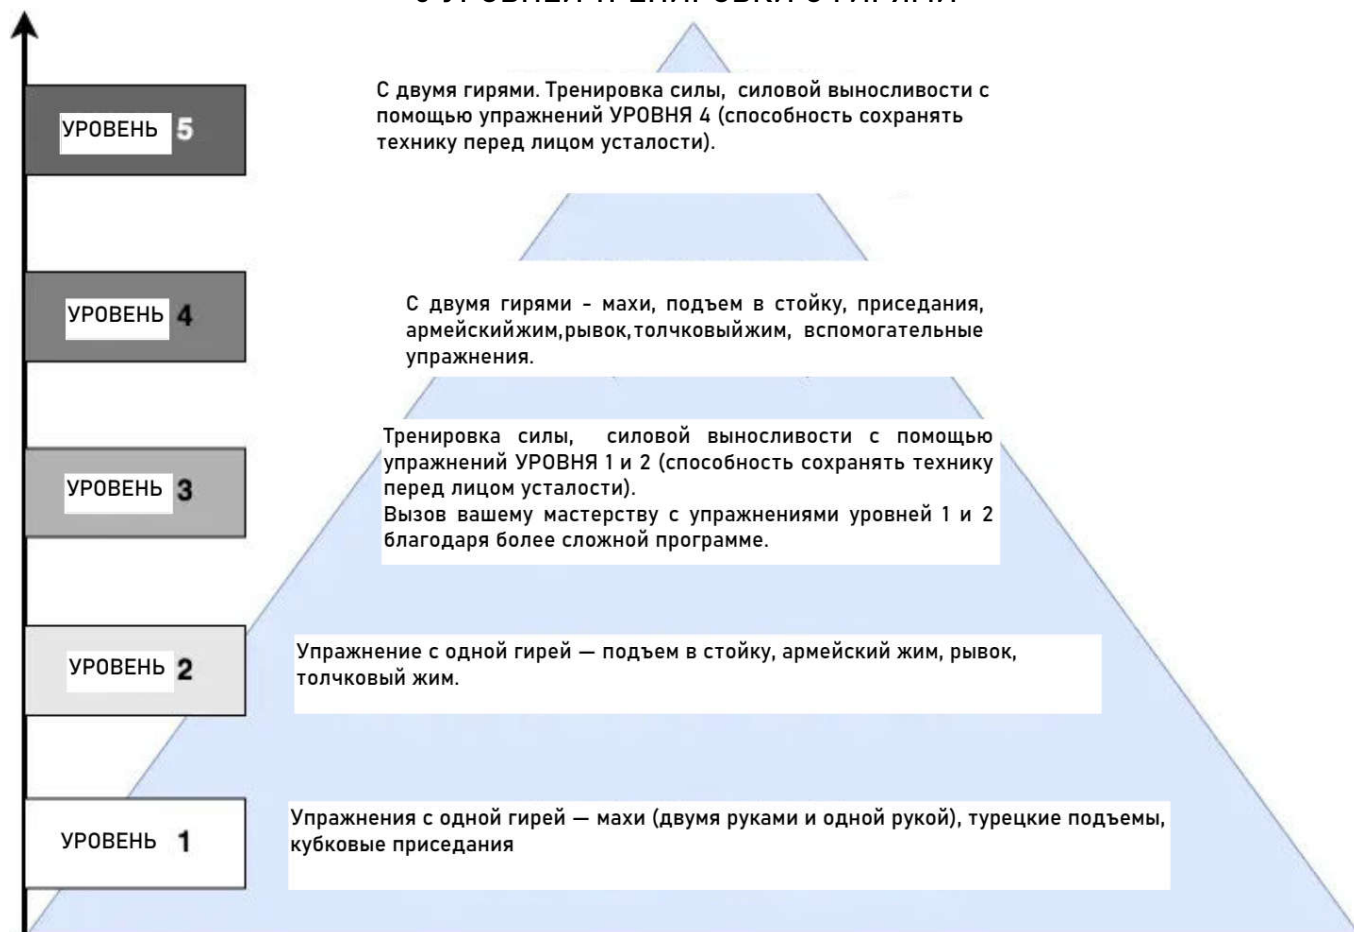 5 УРОВНЕЙ ТРЕНИРОВКИ С ГИРЯМИ
УРОВЕНЬ 5
С двумя гирями. Тренировка силы, силовой выносливости с
помощью упражнений УРОВНЯ 4 (способность сохранять
технику перед лицом усталости).
УРОВЕНЬ 4
С двумя гирями - махи, подъем в стойку, приседания,
армейскийжим,рывок,толчковыйжим, вспомогательные
упражнения.
УРОВЕНЬ 3
Тренировка силы, силовой выносливости с помощью
упражнений УРОВНЯ 1 и 2 (способность сохранять технику
перед лицом усталости).
Вызов вашему мастерству с упражнениями уровней 1 и 2
благодаря более сложной программе.
УРОВЕНЬ 2
Упражнение с одной гирей — подъем в стойку, армейский жим, рывок,
толчковый жим.
УРОВЕНЬ 1
Упражнения с одной гирей — махи (двумя руками и одной рукой), турецкие подъемы,
кубковые приседания